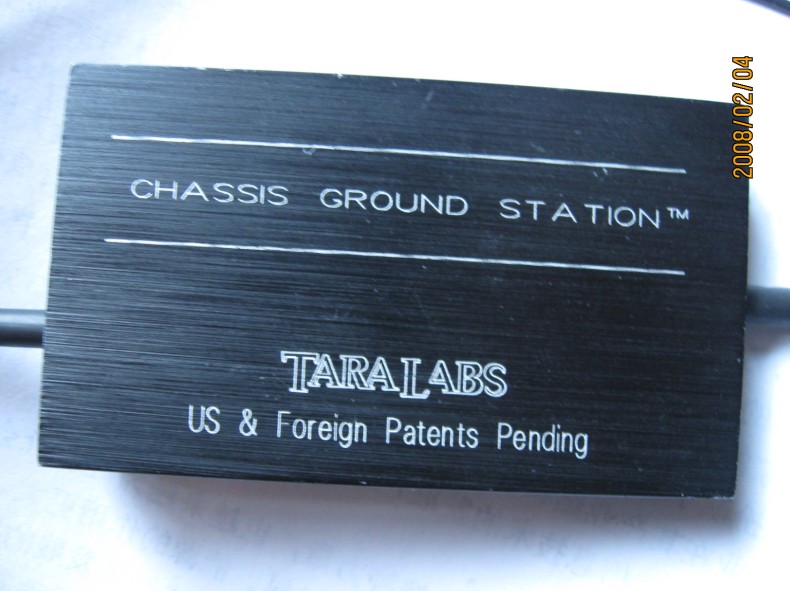 2008/02/04
CHASSIS GROUND STATION™
TARA LABS
US & Foreign Patents Pending